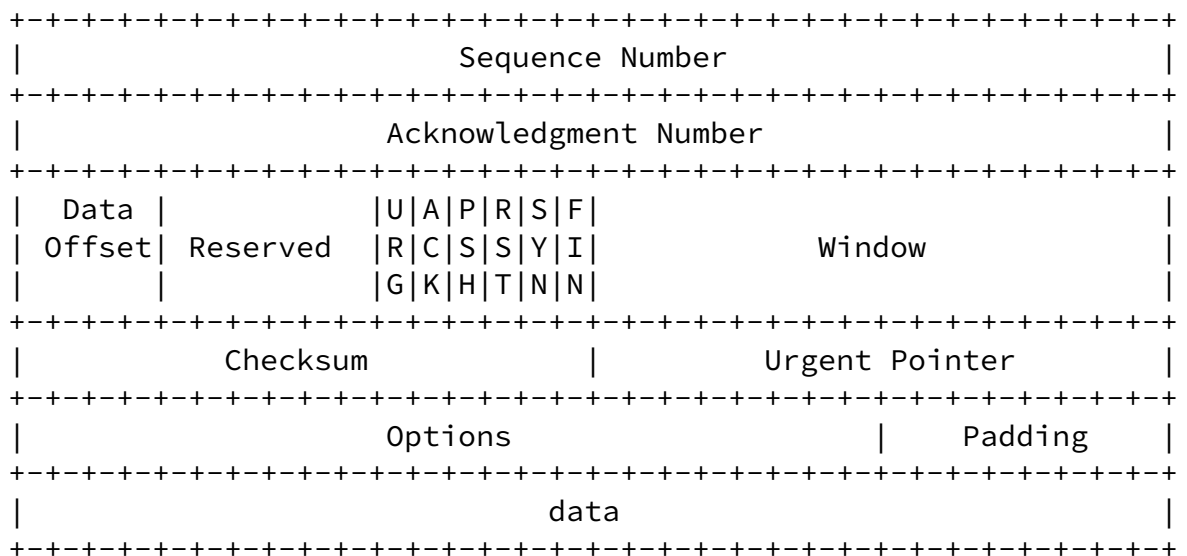 +-+-+-+-+-+-+-+-+-+-+-+-+-+-+-+-+-+-+-+-+-+-+-+-+-+-+-+-+-+-+-+-+
|                        Sequence Number                        |
+-+-+-+-+-+-+-+-+-+-+-+-+-+-+-+-+-+-+-+-+-+-+-+-+-+-+-+-+-+-+-+-+
|                    Acknowledgment Number                      |
+-+-+-+-+-+-+-+-+-+-+-+-+-+-+-+-+-+-+-+-+-+-+-+-+-+-+-+-+-+-+-+-+
|  Data |           |U|A|P|R|S|F|                               |
| Offset| Reserved  |R|C|S|S|Y|I|            Window             |
|       |           |G|K|H|T|N|N|                               |
+-+-+-+-+-+-+-+-+-+-+-+-+-+-+-+-+-+-+-+-+-+-+-+-+-+-+-+-+-+-+-+-+
|           Checksum            |         Urgent Pointer        |
+-+-+-+-+-+-+-+-+-+-+-+-+-+-+-+-+-+-+-+-+-+-+-+-+-+-+-+-+-+-+-+-+
|                    Options                    |    Padding    |
+-+-+-+-+-+-+-+-+-+-+-+-+-+-+-+-+-+-+-+-+-+-+-+-+-+-+-+-+-+-+-+-+
|                             data                              |
+-+-+-+-+-+-+-+-+-+-+-+-+-+-+-+-+-+-+-+-+-+-+-+-+-+-+-+-+-+-+-+-+